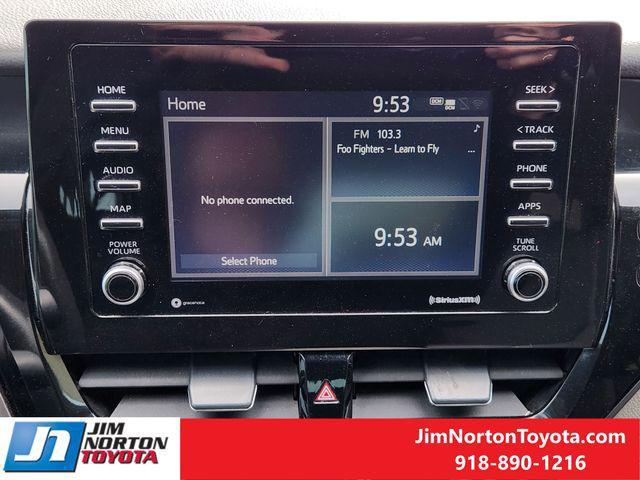 HOME
MENU
AUDIO
MAP
POWER
VOLUME
Home 9:53 DCM
FM 103.3
Foo Fighters - Learn to Fly ...
No phone connected.
Select Phone
9:53 AM
SEEK >
< TRACK
PHONE
APPS
TUNE
SCROLL
gracenote
((SiriusXM))
JN JIM
NORTON
TOYOTA
JimNortonToyota.com
918-890-1216